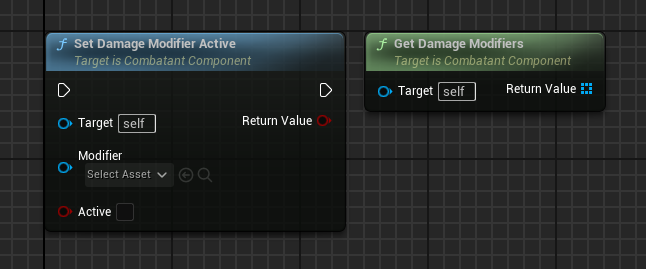 Set Damage Modifier Active
Target is Combatant Component
Target self
Return Value
Modifier
Select Asset
Active
Get Damage Modifiers
Target is Combatant Component
Target self
Return Value